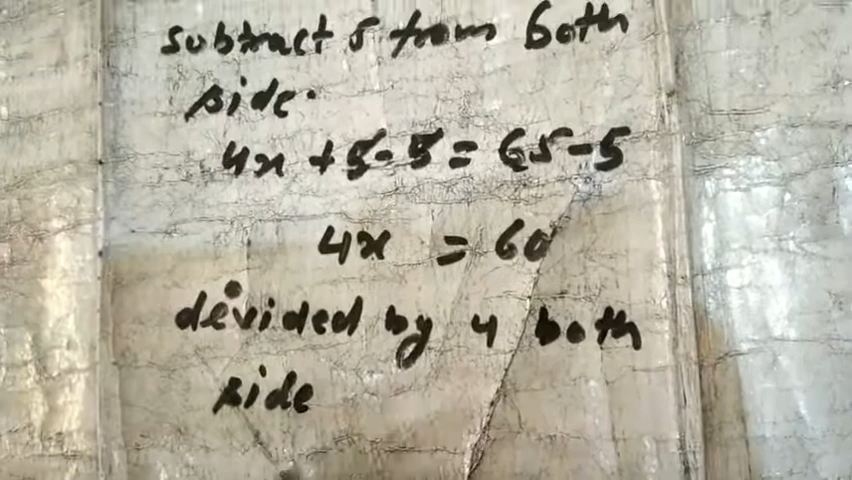 subtract 5 from both
side.
4x + 5 - 5 = 65 - 5
4x = 60
devided by 4 both
side